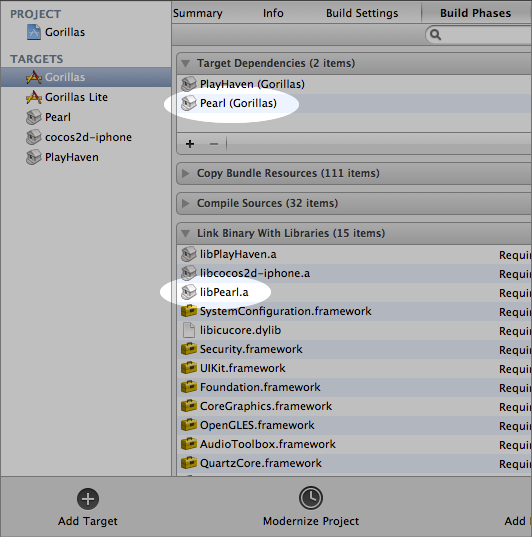 PROJECT
Gorillas
TARGETS
Gorillas
Gorillas Lite
Pearl
cocos2d-iphone
PlayHaven
Summary Info Build Settings Build Phases
Target Dependencies (2 items)
PlayHaven (Gorillas)
Pearl (Gorillas)
Copy Bundle Resources (111 items)
Compile Sources (32 items)
Link Binary With Libraries (15 items)
libPlayHaven.a Requi
libcocos2d-iphone.a Requi
libPearl.a Requi
SystemConfiguration.framework Requi
libicucore.dylib Requi
Security.framework Requi
UIKit.framework Requi
Foundation.framework Requi
CoreGraphics.framework Requi
OpenGLES.framework Requi
AudioToolbox.framework Requi
QuartzCore.framework Requi
Add Target Modernize Project Add